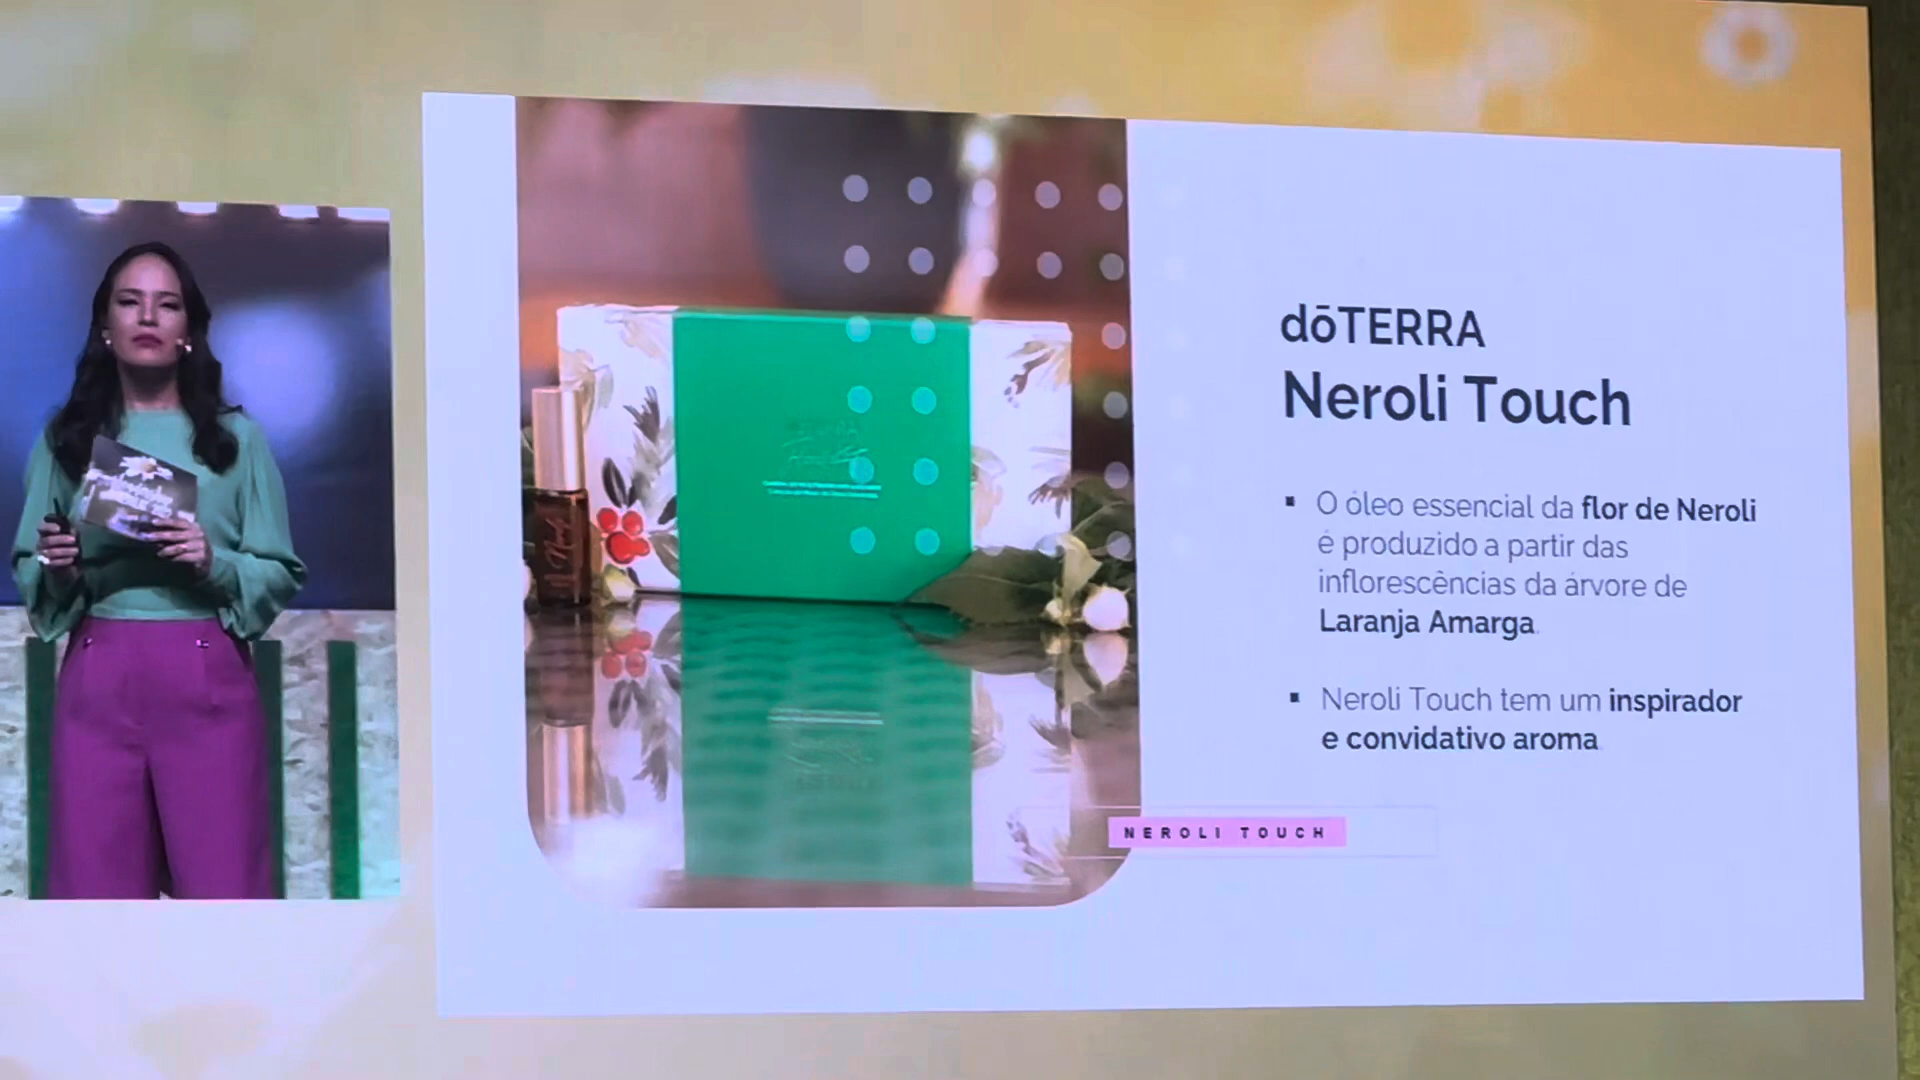 dōTERRA
Neroli Touch
▪ O óleo essencial da flor de Neroli
é produzido a partir das
inflorescências da árvore de
Laranja Amarga.
▪ Neroli Touch tem um inspirador
e convidativo aroma.
NEROLI TOUCH